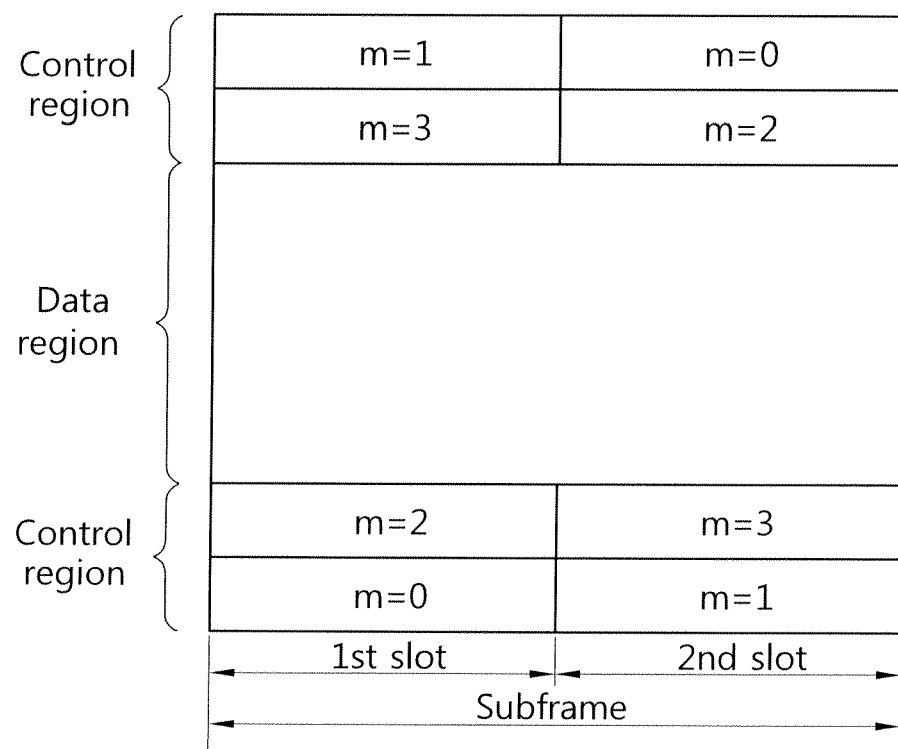 Control
region
m=1
m=0
m=3
m=2
Data
region
Control
region
m=2
m=3
m=0
m=1
1st slot
2nd slot
Subframe